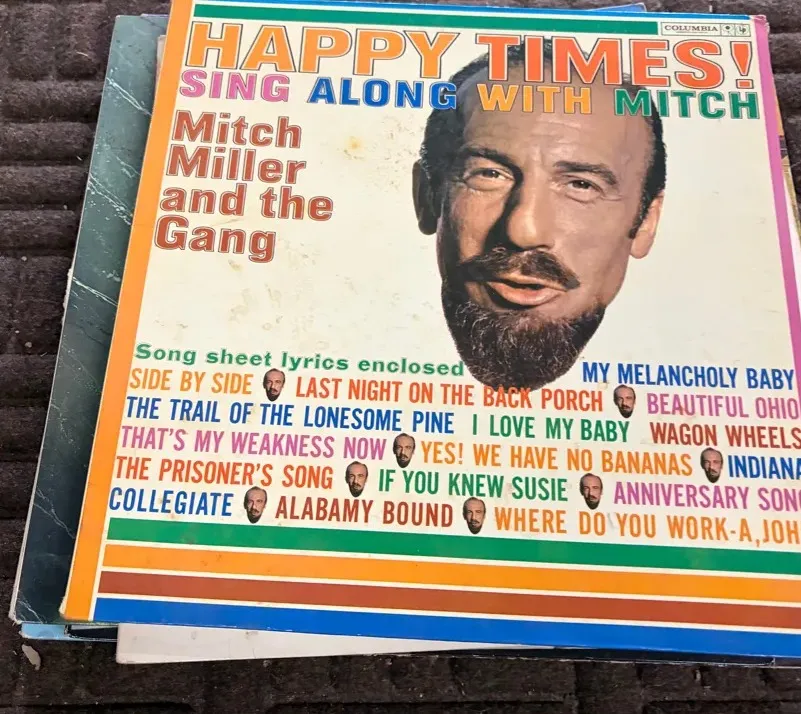 COLUMBIA
HAPPY TIMES!
SING ALONG WITH MITCH
Mitch
Miller
and the
Gang
Song sheet lyrics enclosed
MY MELANCHOLY BABY
SIDE BY SIDE LAST NIGHT ON THE BACK PORCH BEAUTIFUL OHIO
THE TRAIL OF THE LONESOME PINE I LOVE MY BABY WAGON WHEELS
THAT'S MY WEAKNESS NOW YES! WE HAVE NO BANANAS INDIANA
THE PRISONER'S SONG IF YOU KNEW SUSIE ANNIVERSARY SON
COLLEGIATE ALABAMY BOUND WHERE DO YOU WORK-A, JOH